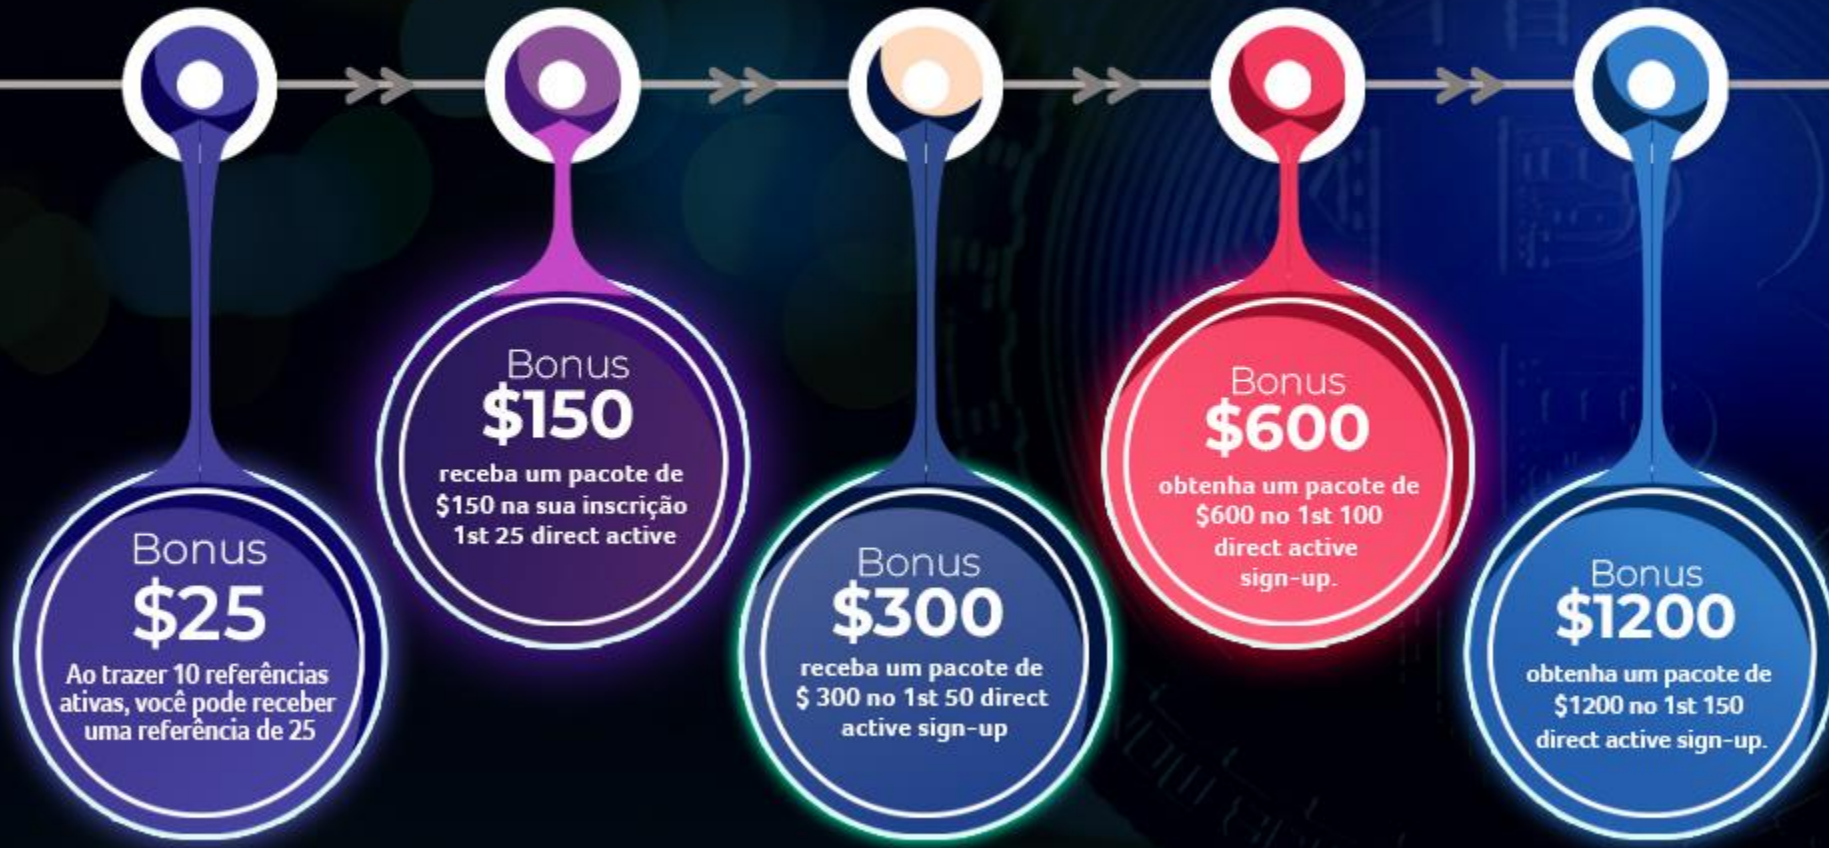 Bonus
$25
Ao trazer 10 referências
ativas, você pode receber
uma referência de 25
Bonus
$150
receba um pacote de
$150 na sua inscrição
1st 25 direct active
Bonus
$300
receba um pacote de
$ 300 no 1st 50 direct
active sign-up
Bonus
$600
obtenha um pacote de
$600 no 1st 100
direct active
sign-up.
Bonus
$1200
obtenha um pacote de
$1200 no 1st 150
direct active sign-up.